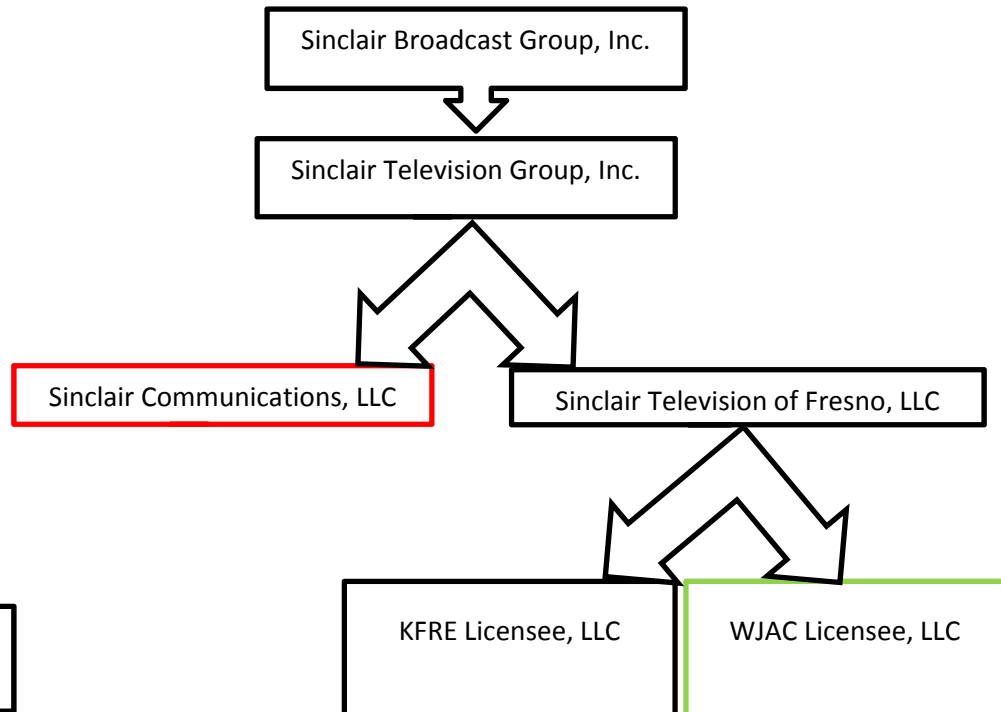 Sinclair Broadcast Group, Inc.
Sinclair Television Group, Inc.
Sinclair Communications, LLC
Sinclair Television of Fresno, LLC
KFRE Licensee, LLC
WJAC Licensee, LLC